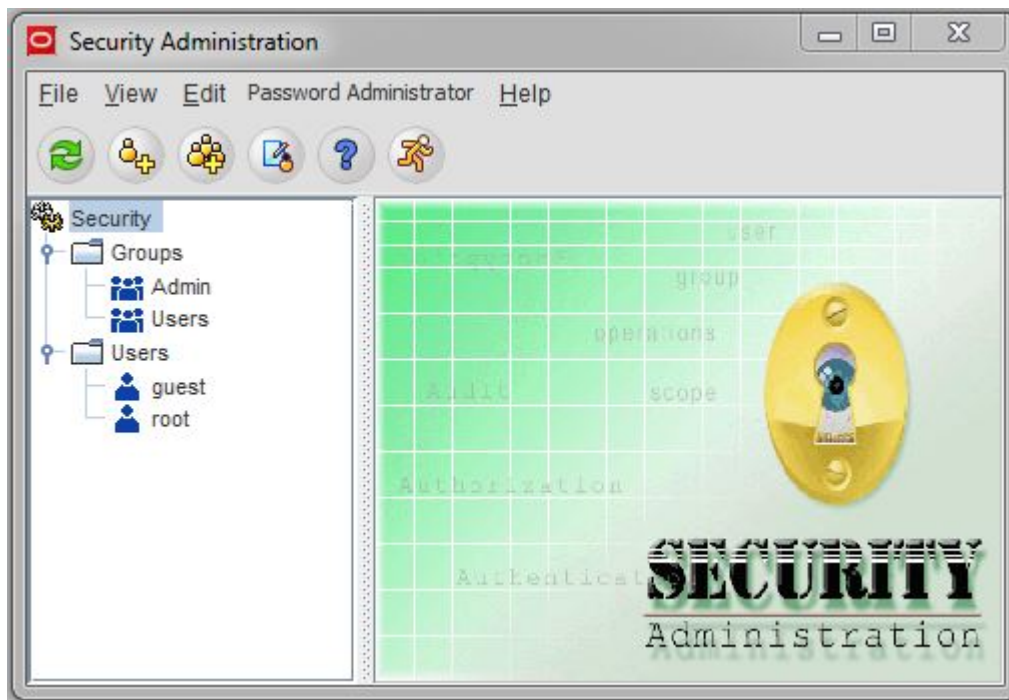 Security Administration
File View Edit Password Administrator Help
Security
Groups
Admin
Users
Users
guest
root
user
group
operations
Audit
scope
Authorization
SECURITY
Administration